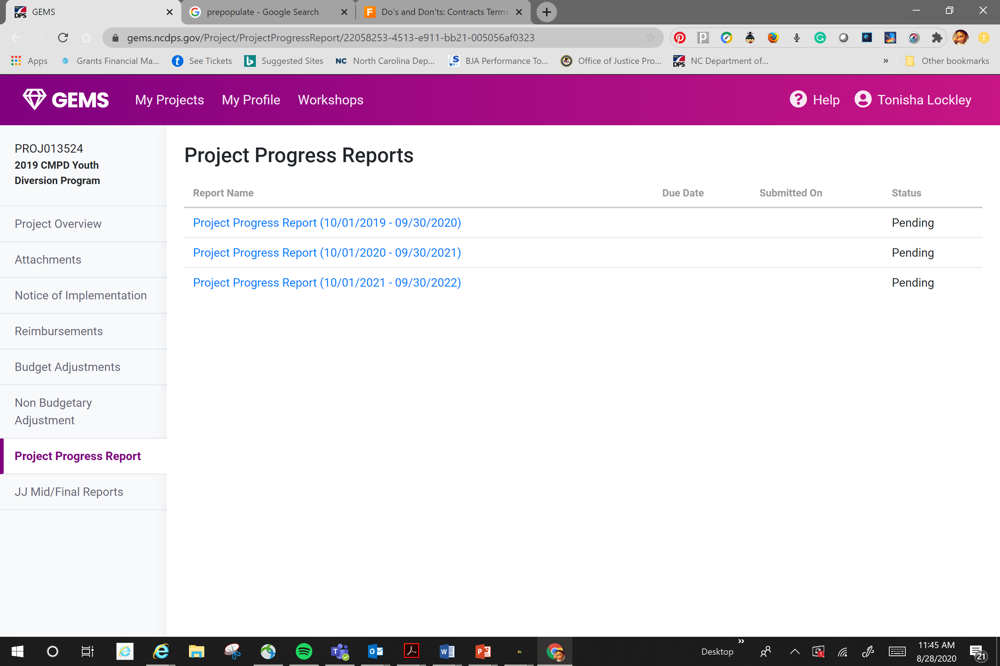 GEMS
prepopulate - Google Search
Do's and Don'ts: Contracts Terms
gems.ncdps.gov/Project/ProjectProgressReport/22058253-4513-e911-bb21-005056af0323
Apps
Grants Financial Ma...
See Tickets
Suggested Sites
NC North Carolina Dep...
BJA Performance To...
Office of Justice Pro...
NC Department of...
»
Other bookmarks
GEMS My Projects My Profile Workshops
Help Tonisha Lockley
PROJ013524
2019 CMPD Youth
Diversion Program
Project Overview
Attachments
Notice of Implementation
Reimbursements
Budget Adjustments
Non Budgetary
Adjustment
Project Progress Report
JJ Mid/Final Reports
Project Progress Reports
Report Name Due Date Submitted On Status
Project Progress Report (10/01/2019 - 09/30/2020) Pending
Project Progress Report (10/01/2020 - 09/30/2021) Pending
Project Progress Report (10/01/2021 - 09/30/2022) Pending
Desktop
»
11:45 AM
8/28/2020
21